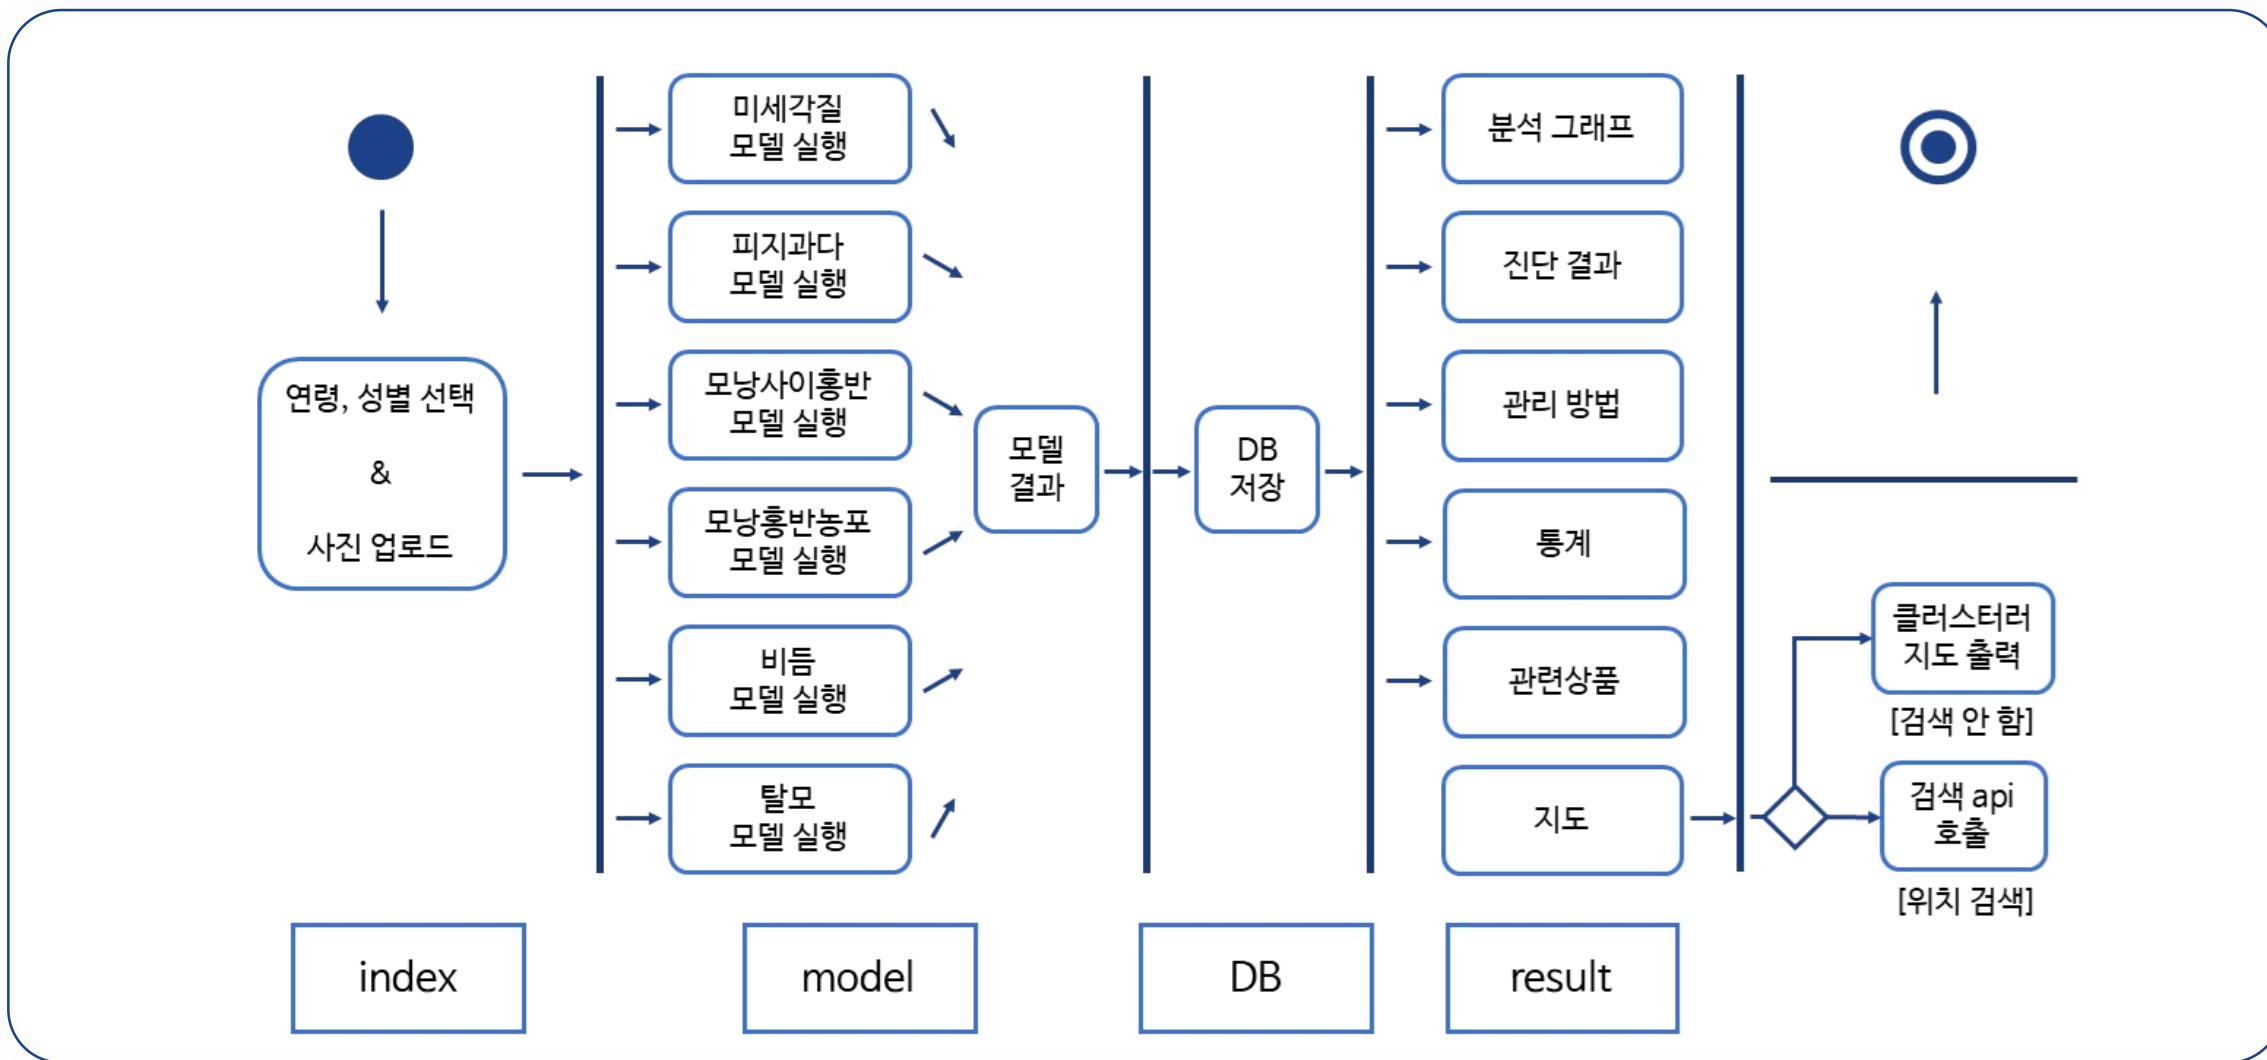 연령, 성별 선택
&
사진 업로드
미세각질
모델 실행
피지과다
모델 실행
모낭사이홍반
모델 실행
모낭홍반농포
모델 실행
비듬
모델 실행
탈모
모델 실행
모델
결과
DB
저장
분석 그래프
진단 결과
관리 방법
통계
관련상품
지도
클러스터러
지도 출력
[검색 안 함]
검색 api
호출
[위치 검색]
index
model
DB
result